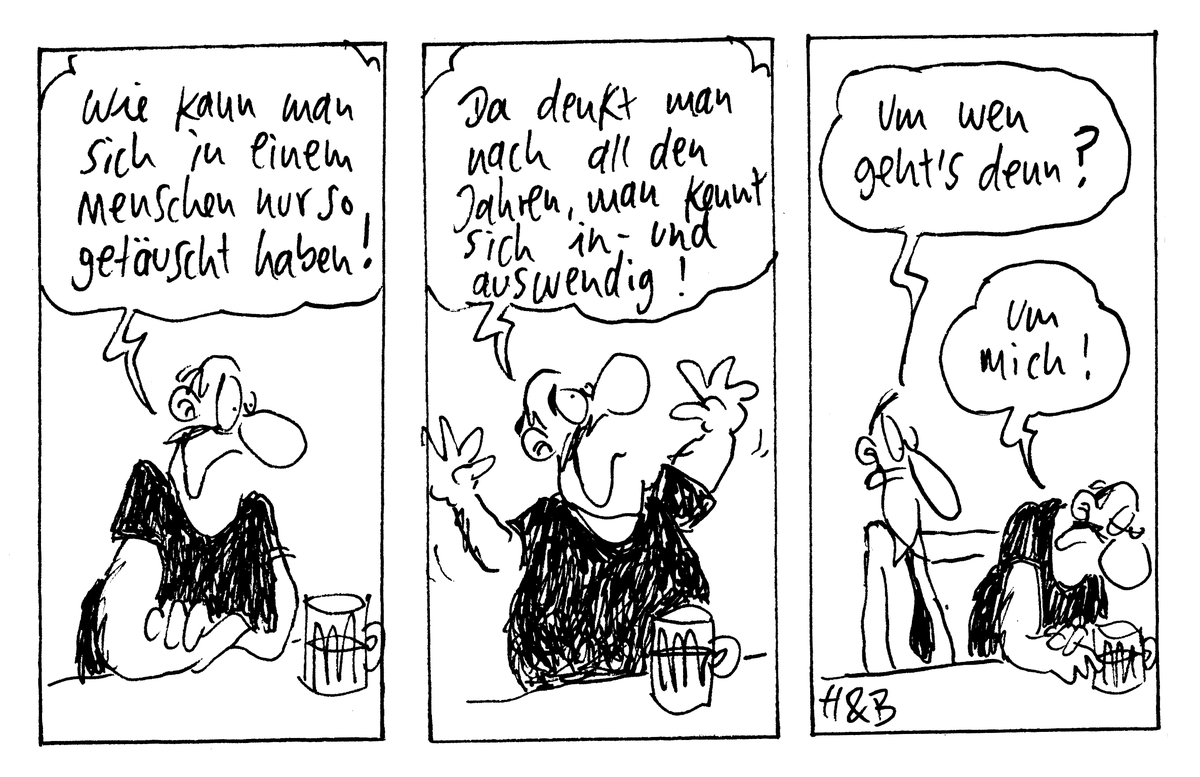 Wie kann man
sich in einem
Menschen nur so
getäuscht haben!
Da denkt man
nach all den
Jahren, man kennt
sich in- und
auswendig!
Um wen
geht's denn?
Um
mich!
H&B